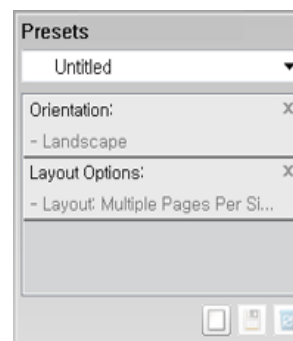 Presets
Untitled
Orientation:
- Landscape
Layout Options:
- Layout: Multiple Pages Per Si...